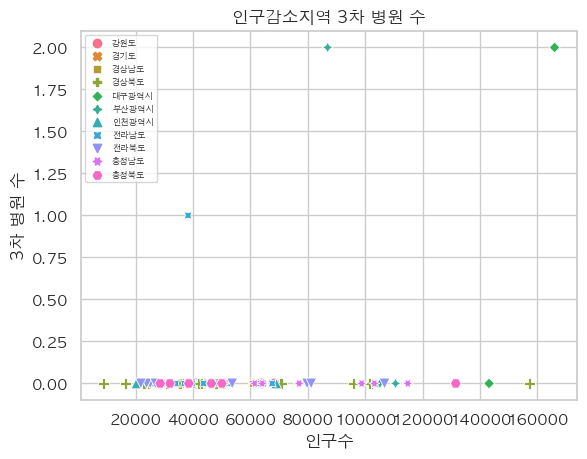 인구감소지역 3차 병원 수
2.00
1.75
1.50
1.25
1.00
0.75
0.50
0.25
0.00
3차 병원 수
강원도
경기도
경상남도
경상북도
대구광역시
부산광역시
인천광역시
전라남도
전라북도
충청남도
충청북도
20000 40000 60000 80000 100000 120000 140000 160000
인구수